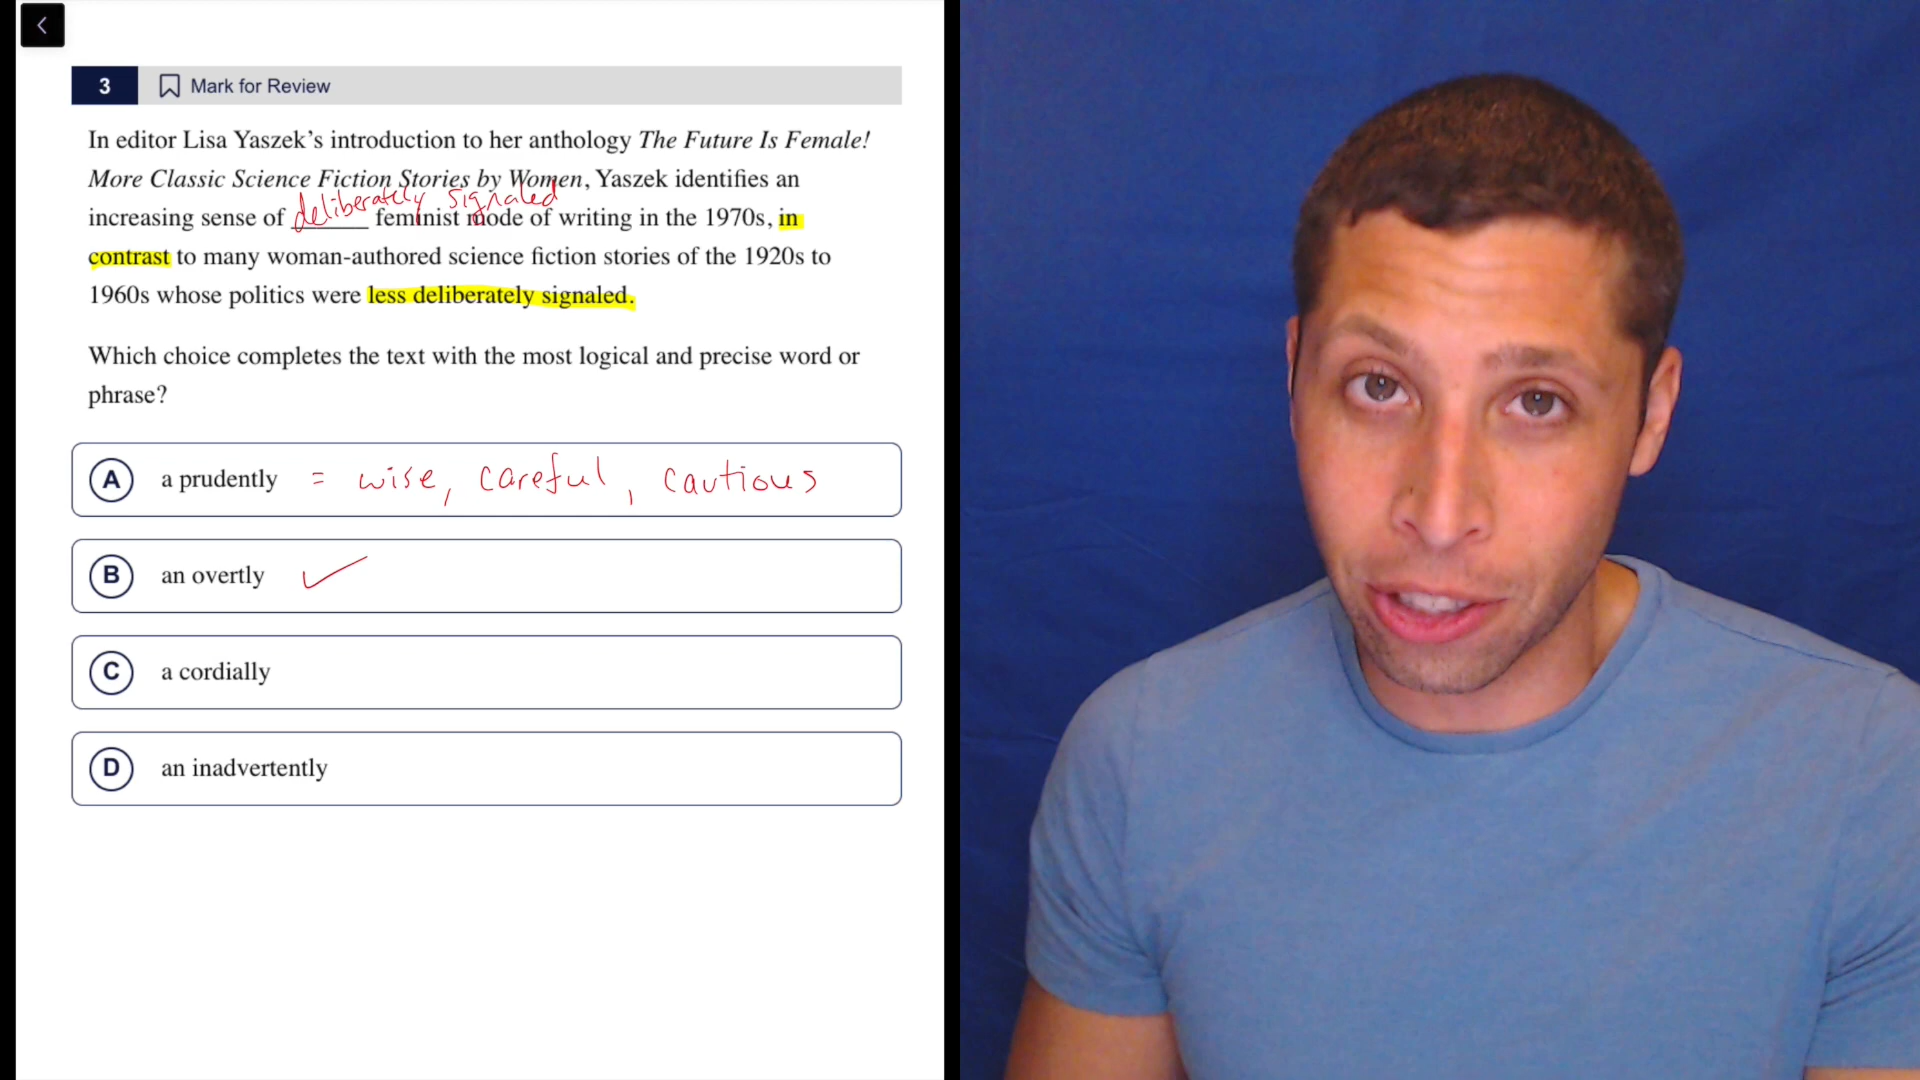 3 Mark for Review
In editor Lisa Yaszek’s introduction to her anthology The Future Is Female!
More Classic Science Fiction Stories by Women, Yaszek identifies an
deliberately signaled
increasing sense of ______ feminist mode of writing in the 1970s, in
contrast to many woman-authored science fiction stories of the 1920s to
1960s whose politics were less deliberately signaled.
Which choice completes the text with the most logical and precise word or
phrase?
A a prudently = wise, careful, cautious
B an overtly ✓
C a cordially
D an inadvertently